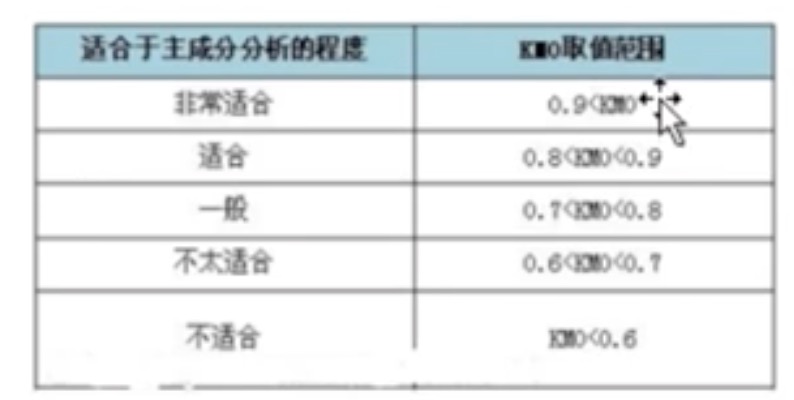 适合于主成分分析的程度 KMO取值范围
非常适合 0.9<KMO
适合 0.8<KMO<0.9
一般 0.7<KMO<0.8
不太适合 0.6<KMO<0.7
不适合 KMO<0.6